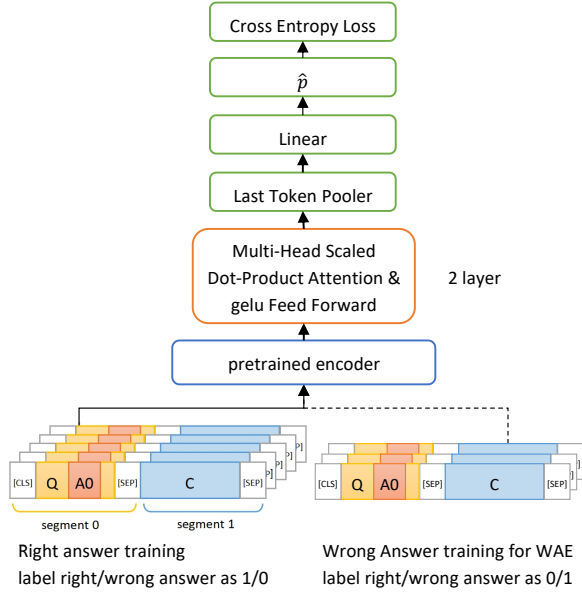 Cross Entropy Loss
p̂
Linear
Last Token Pooler
Multi-Head Scaled
Dot-Product Attention &
gelu Feed Forward
2 layer
pretrained encoder
[CLS] Q A0 [SEP] C [SEP]
[CLS] Q A0 [SEP] C [SEP]
segment 0 segment 1
Right answer training
label right/wrong answer as 1/0
Wrong Answer training for WAE
label right/wrong answer as 0/1